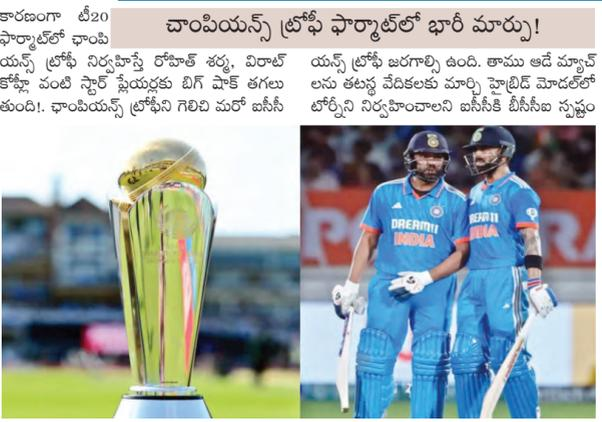 చాంపియన్స్ ట్రోఫీ ఫార్మాట్‌లో భారీ మార్పు!
కారణంగా టీ20
ఫార్మాట్‌లో ఛాంపి
యన్స్ ట్రోఫీ నిర్వహిస్తే రోహిత్ శర్మ, విరాట్
కోహ్లీ వంటి స్టార్ ప్లేయర్లకు బిగ్ షాక్ తగలు
తుంది!. ఛాంపియన్స్ ట్రోఫీని గెలిచి మరో ఐసీసీ
యన్స్ ట్రోఫీ జరగాల్సి ఉంది. తాము ఆడే మ్యాచ్
లను తటస్థ వేదికలకు మార్చి హైబ్రిడ్ మోడల్‌లో
టోర్నీని నిర్వహించాలని ఐసీసీకి బీసీసీఐ స్పష్టం
DREAM11
INDIA
DREAM11
INDIA